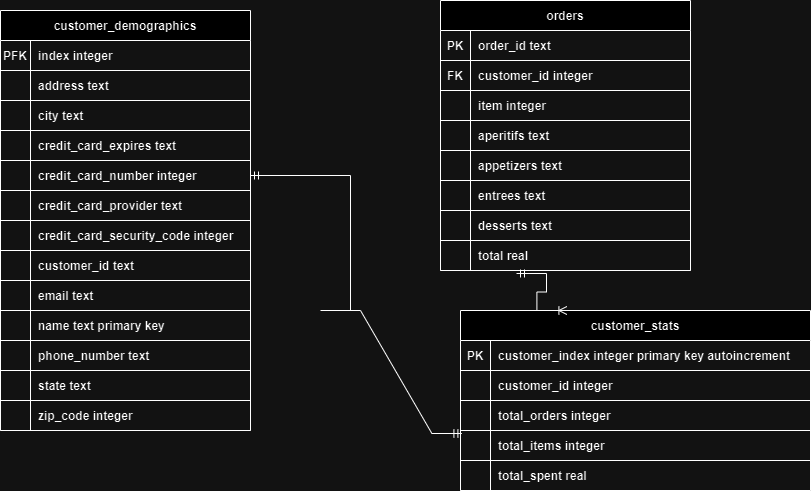 customer_demographics
PFK index integer
address text
city text
credit_card_expires text
credit_card_number integer
credit_card_provider text
credit_card_security_code integer
customer_id text
email text
name text primary key
phone_number text
state text
zip_code integer
orders
PK order_id text
FK customer_id integer
item integer
aperitifs text
appetizers text
entrees text
desserts text
total real
customer_stats
PK customer_index integer primary key autoincrement
customer_id integer
total_orders integer
total_items integer
total_spent real